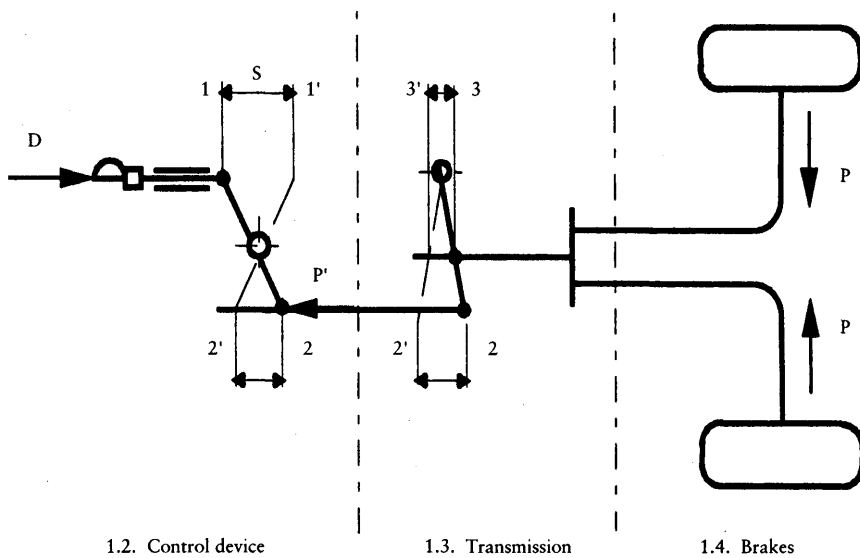 S
1 1' 3' 3
D P
P'
2' 2 2' 2 P
1.2. Control device 1.3. Transmission 1.4. Brakes